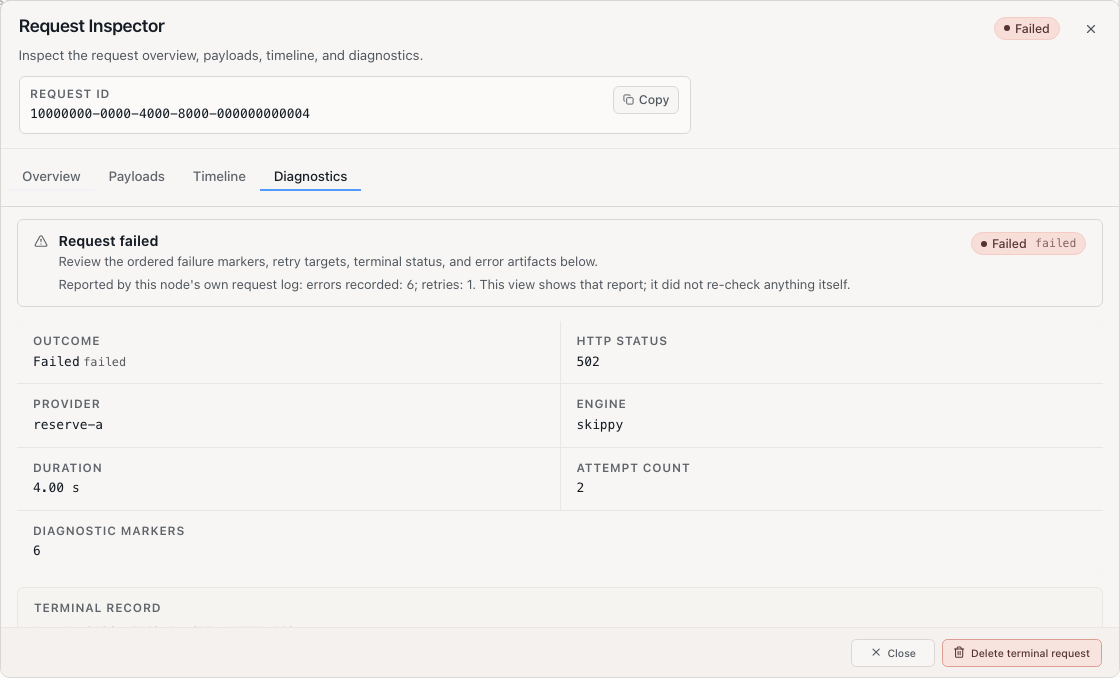 Request Inspector
Failed
Inspect the request overview, payloads, timeline, and diagnostics.
REQUEST ID
10000000-0000-4000-8000-000000000004
Copy
Overview
Payloads
Timeline
Diagnostics
Request failed
Failed failed
Review the ordered failure markers, retry targets, terminal status, and error artifacts below.
Reported by this node's own request log: errors recorded: 6; retries: 1. This view shows that report; it did not re-check anything itself.
OUTCOME
Failed failed
HTTP STATUS
502
PROVIDER
reserve-a
ENGINE
skippy
DURATION
4.00 s
ATTEMPT COUNT
2
DIAGNOSTIC MARKERS
6
TERMINAL RECORD
Close
Delete terminal request